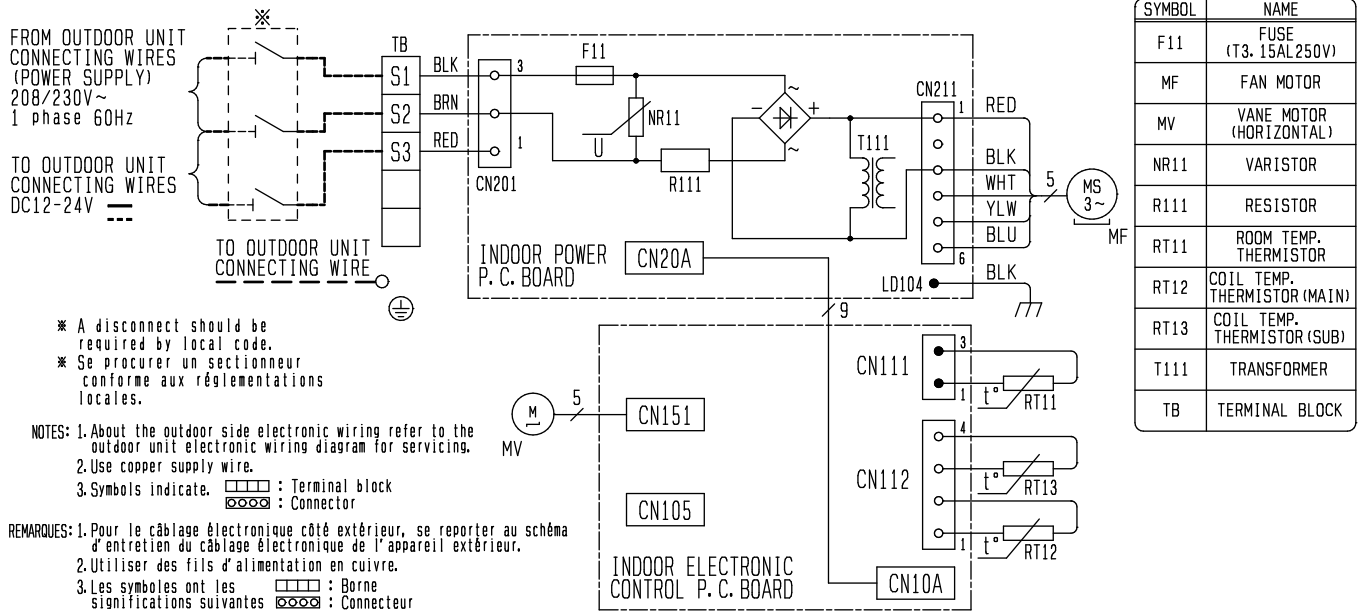 ※
FROM OUTDOOR UNIT
CONNECTING WIRES
(POWER SUPPLY)
208/230V~
1 phase 60Hz
TO OUTDOOR UNIT
CONNECTING WIRES
DC12-24V
TB
S1
S2
S3
BLK
BRN
RED
3
1
CN201
F11
NR11
U
R111
~
-
+
~
T111
CN211
1
6
RED
BLK
WHT
YLW
BLU
5
MS
3~
MF
LD104
BLK
INDOOR POWER
P.C.BOARD
CN20A
9
TO OUTDOOR UNIT
CONNECTING WIRE
※ A disconnect should be
required by local code.
※ Se procurer un sectionneur
conforme aux réglementations
locales.
NOTES: 1. About the outdoor side electronic wiring refer to the
outdoor unit electronic wiring diagram for servicing.
2. Use copper supply wire.
3. Symbols indicate. : Terminal block
: Connector
REMARQUES: 1. Pour le câblage électronique côté extérieur, se reporter au schéma
d'entretien du câblage électronique de l'appareil extérieur.
2. Utiliser des fils d'alimentation en cuivre.
3. Les symboles ont les : Borne
significations suivantes : Connecteur
M
MV
5
CN151
CN105
CN111
3
1
t°
RT11
CN112
4
1
t°
RT13
t°
RT12
INDOOR ELECTRONIC
CONTROL P.C.BOARD
CN10A
SYMBOL NAME
F11 FUSE
(T3.15AL250V)
MF FAN MOTOR
MV VANE MOTOR
(HORIZONTAL)
NR11 VARISTOR
R111 RESISTOR
RT11 ROOM TEMP.
THERMISTOR
RT12 COIL TEMP.
THERMISTOR(MAIN)
RT13 COIL TEMP.
THERMISTOR(SUB)
T111 TRANSFORMER
TB TERMINAL BLOCK